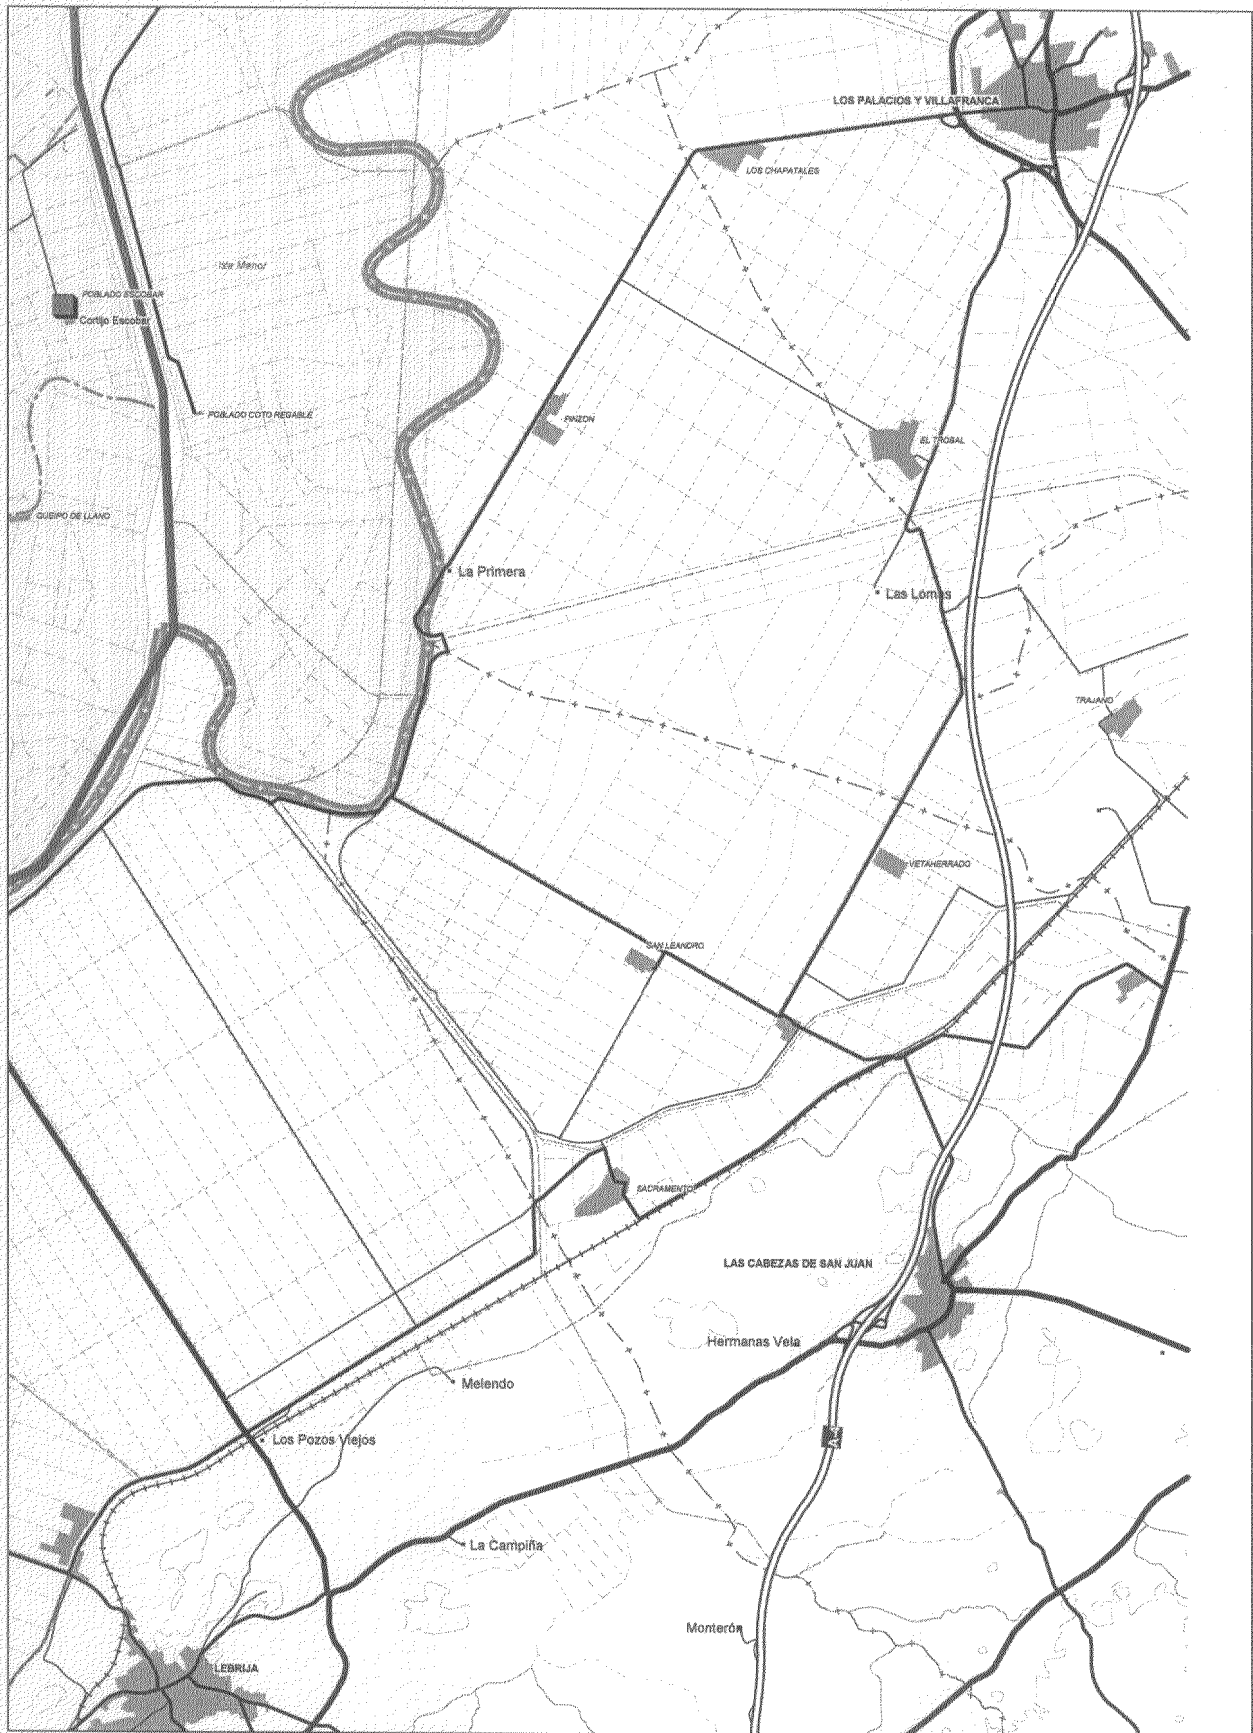 LOS PALACIOS Y VILLAFRANCA
LOS CHAPATALES
Isla Menor
POBLADO ESCOBAR
Cortijo Escobar
POBLADO COTO REGABLE
PINZON
EL TROBAL
QUEIPO DE LLANO
La Primera
Las Lomas
TRAJANO
VETAHERRADO
SAN LEANDRO
SACRAMENTO
LAS CABEZAS DE SAN JUAN
Hermanas Vela
Melendo
Los Pozos Viejos
La Campiña
Monterón
LEBRIJA